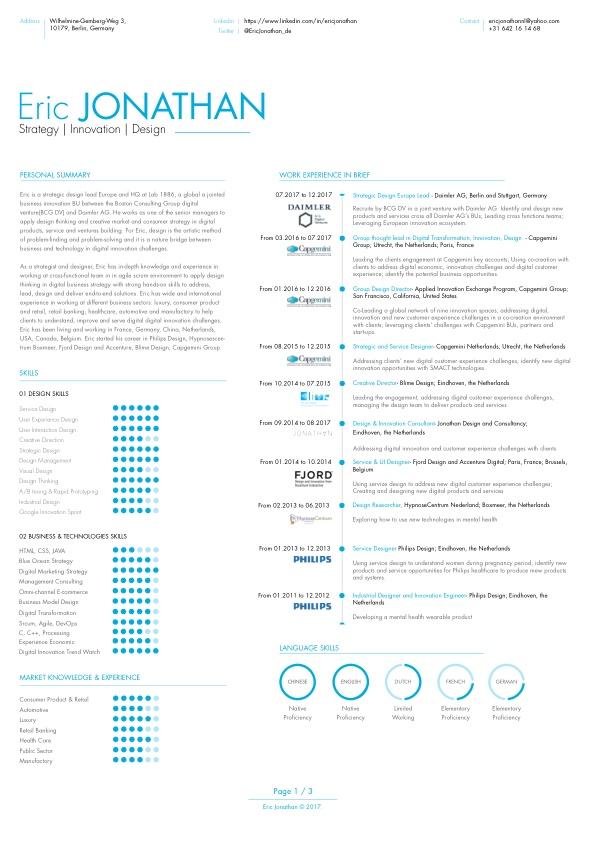 Address
Wilhelmine-Gemberg-Weg 3,
10179, Berlin, Germany
Linkedin
https://www.linkedin.com/in/ericjonathan
Twitter
@EricJonathan_de
Contact
ericjonathannl@yahoo.com
+31 642 16 14 68
Eric JONATHAN
Strategy | Innovation | Design
PERSONAL SUMMARY
Eric is a strategic design lead Europe and HQ at Lab 1886, a global a jointed
business innovation BU between the Boston Consulting Group digital
venture(BCG DV) and Daimler AG. He works as one of the senior managers to
apply design thinking and creative market and consumer strategy in digital
products, service and ventures building. For Eric, design is the artistic method
of problem-finding and problem-solving and it is a nature bridge between
business and technology in digital innovation challenges.
As a strategist and designer, Eric has in-depth knowledge and experience in
working at cross-functional team in in agile scrum environment to apply design
thinking in digital business strategy with strong hands-on skills to address,
lead, design and deliver end-to-end solutions. Eric has wide and international
experience in working at different business sectors: luxury, consumer product
and retail, retail banking, healthcare, automotive and manufactory to help
clients to understand, improve and serve digital digital innovation challenges.
Eric has been living and working in France, Germany, China, Netherlands,
USA, Canada, Belgium. Eric started his career in Philips Design, Hypnosescen-
trum Boxmeer, Fjord Design and Accenture, Blime Design, Capgemini Group.
SKILLS
01 DESIGN SKILLS
Service Design
User Experience Design
User Interaction Design
Creative Direction
Strategic Design
Design Management
Visual Design
Design Thinking
A/B tesing & Rapid Prototyping
Industrial Design
Google Innovation Sprint
02 BUSINESS & TECHNOLOGIES SKILLS
HTML, CSS, JAVA
Blue Ocean Strategy
Digital Marketing Strategy
Management Consulting
Omni-channel E-commerce
Business Model Design
Digital Transformation
Srcum, Agile, DevOps
C, C++, Processing
Experience Economic
Digital Innovation Trend Watch
MARKET KNOWLEDGE & EXPERIENCE
Consumer Product & Retail
Automotive
Luxury
Retail Banking
Health Care
Public Sector
Manufactory
WORK EXPERIENCE IN BRIEF
07.2017 to 12.2017
DAIMLER
Strategic Design Europe Lead - Daimler AG, Berlin and Stuttgart, Germany
Recruite by BCG DV in a joint venture with Daimler AG. Identify and design new
products and services cross all Daimler AG's BUs; Leading cross functions teams;
Leveraging European innovation ecosystem.
From 03.2016 to 07.2017
Capgemini
Group thought lead in Digital Transformation, Innovation, Design - Capgemini
Group; Utrecht, the Netherlands; Paris, France
Leading the clients engagement at Capgemini key accounts; Using co-creation with
clients to address digital economic, innovation challenges and digital customer
experience; identify the potential business opportunities.
From 01.2016 to 12.2016
Capgemini
Group Design Director- Applied Innovation Exchange Program, Capgemini Group;
San Francisco, California, United States
Co-Leading a global network of nine innovation spaces, addressing digital,
innovation and new customer experience challenges in a co-creation environment
with clients; leveraging clients' challenges with Capgemini BUs, partners and
startups.
From 08.2015 to 12.2015
Capgemini
Strategic and Service Designer- Capgemini Netherlands, Utrecht, the Netherlands
Addressing clients' new digital customer experience challenges; identify new digital
innovation opportunities with SMACT technologies
From 10.2014 to 07.2015
Creative Director- Blime Design; Eindhoven, the Netherlands
Leading the engagement, addressing digital customer experience challenges,
managing the design team to deliver products and services.
From 09.2014 to 08.2017
JONATHAN
Design & Innovation Consultant- Jonathan Design and Consultancy;
Eindhoven, the Netherlands
Addressing digital innovation and customer experience challenges with clients
From 01.2014 to 10.2014
FJORD
Design and Innovation from
Accenture Interactive
Service & UI Designer- Fjord Design and Accenture Digital; Paris, France; Brussels,
Belgium
Using service design to address new digital customer experience challenges;
Creating and designing new digital products and services
From 02.2013 to 06.2013
HypnoseCentrum
Design Researcher, HypnoseCentrum Nederland; Boxmeer, the Netherlands
Exploring how to use new technologies in mental health
From 01.2013 to 12.2013
PHILIPS
Service Designer Philips Design; Eindhoven, the Netherlands
Using service design to understand women during pregnancy period, identify new
products and service opportunities for Philips healthcare to produce mew products
and systems
From 01.2011 to 12.2012
PHILIPS
Industrial Designer and Innovation Engineer- Philips Design; Eindhoven, the
Netherlands
Developing a mental health wearable product
LANGUAGE SKILLS
CHINESE
ENGLISH
DUTCH
FRENCH
GERMAN
Native
Proficiency
Native
Proficiency
Limited
Working
Elementary
Proficiency
Elementary
Proficiency
Page 1 / 3
Eric Jonathan © 2017